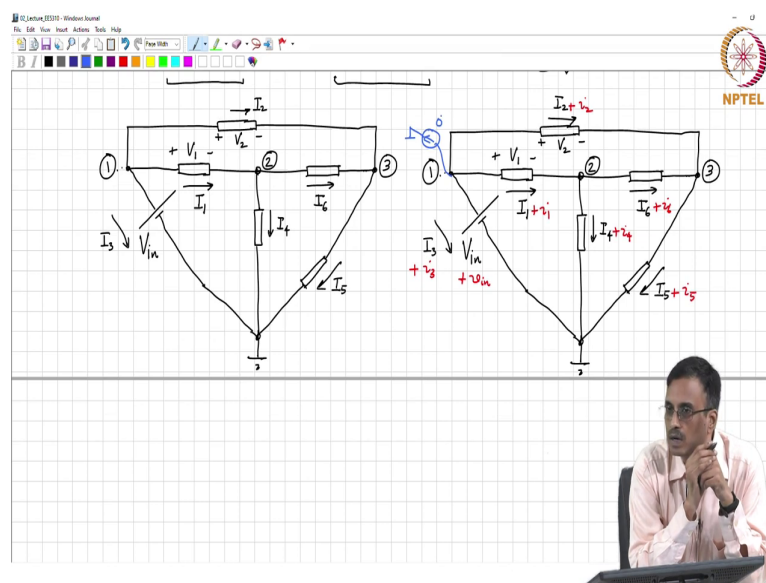 02_Lecture_EE5310 - Windows Journal
File Edit View Insert Actions Tools Help
Page Width
B I
NPTEL
I2
+ V2 -
1 + V1 - 2 3
I1 I6
I3 Vin I4
I5
I2+i2
+ V2 -
1 + V1 - 2 3
I1+i1 I6+i6
I3 Vin I4+i4
+i3 +vin I5+i5